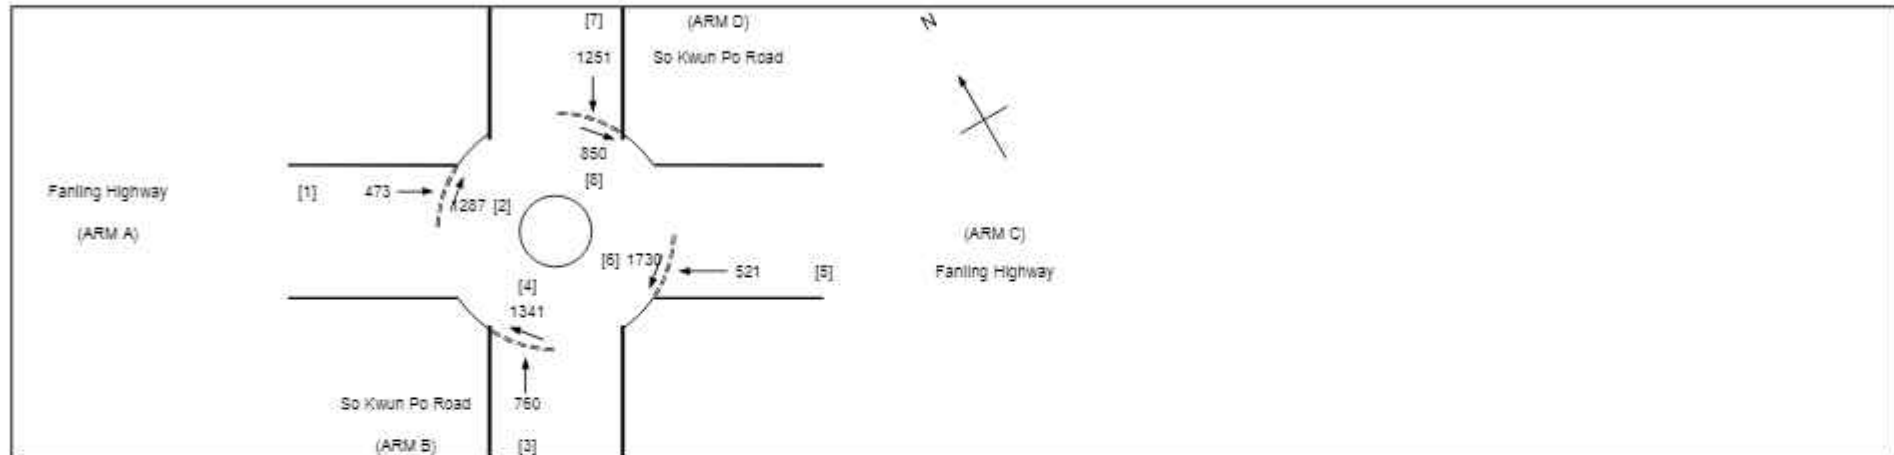 [7] (ARM D) N
1251 So Kwun Po Road
850
[8]
Fanling Highway [1] 473 1287 [2]
(ARM A) (ARM C)
[6] 1730 521 [5] Fanling Highway
[4]
1341
So Kwun Po Road 760
(ARM B) [3]